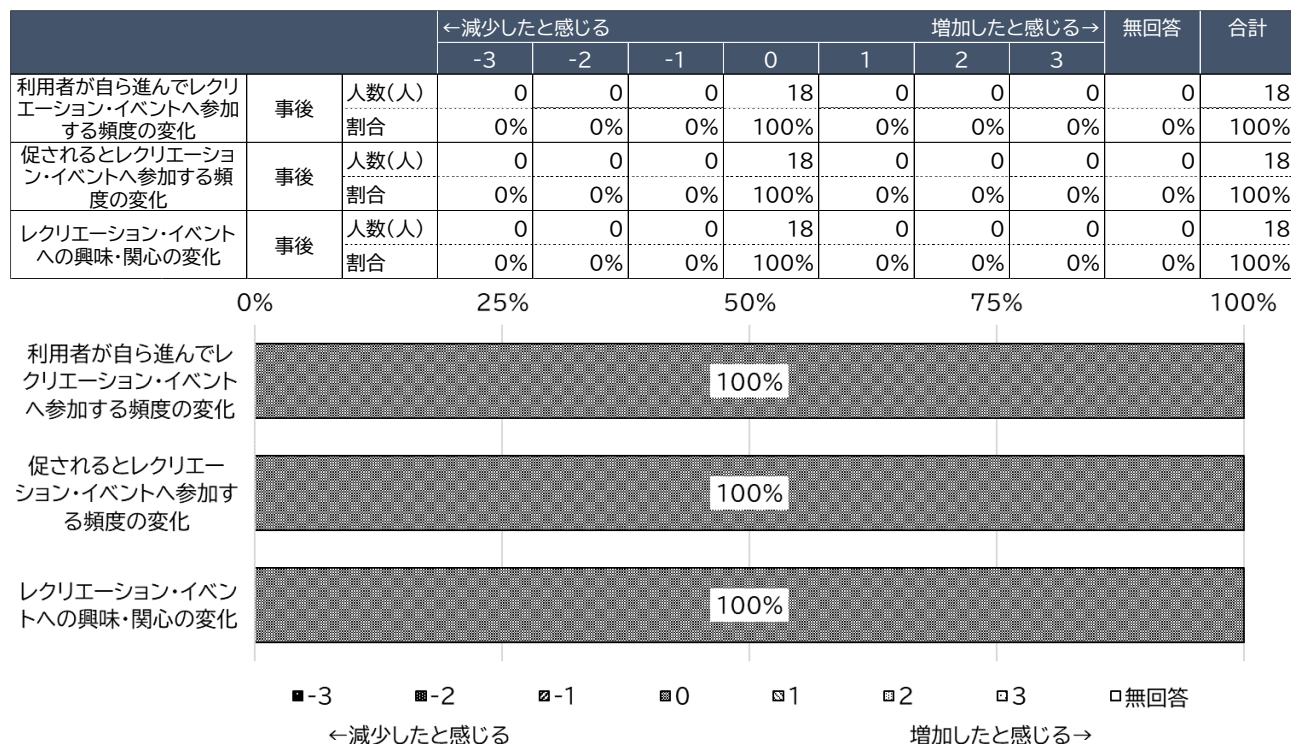 ←減少したと感じる 増加したと感じる→ 無回答 合計
-3 -2 -1 0 1 2 3
利用者が自ら進んでレクリ
エーション・イベントへ参加
する頻度の変化
事後
人数(人) 0 0 0 18 0 0 0 0 18
割合 0% 0% 0% 100% 0% 0% 0% 0% 100%
促されるとレクリエーショ
ン・イベントへ参加する頻
度の変化
事後
人数(人) 0 0 0 18 0 0 0 0 18
割合 0% 0% 0% 100% 0% 0% 0% 0% 100%
レクリエーション・イベント
への興味・関心の変化
事後
人数(人) 0 0 0 18 0 0 0 0 18
割合 0% 0% 0% 100% 0% 0% 0% 0% 100%
0% 25% 50% 75% 100%
利用者が自ら進んでレ
クリエーション・イベント
へ参加する頻度の変化
100%
促されるとレクリエー
ション・イベントへ参加す
る頻度の変化
100%
レクリエーション・イベン
トへの興味・関心の変化
100%
-3 -2 -1 0 1 2 3 無回答
←減少したと感じる 増加したと感じる→